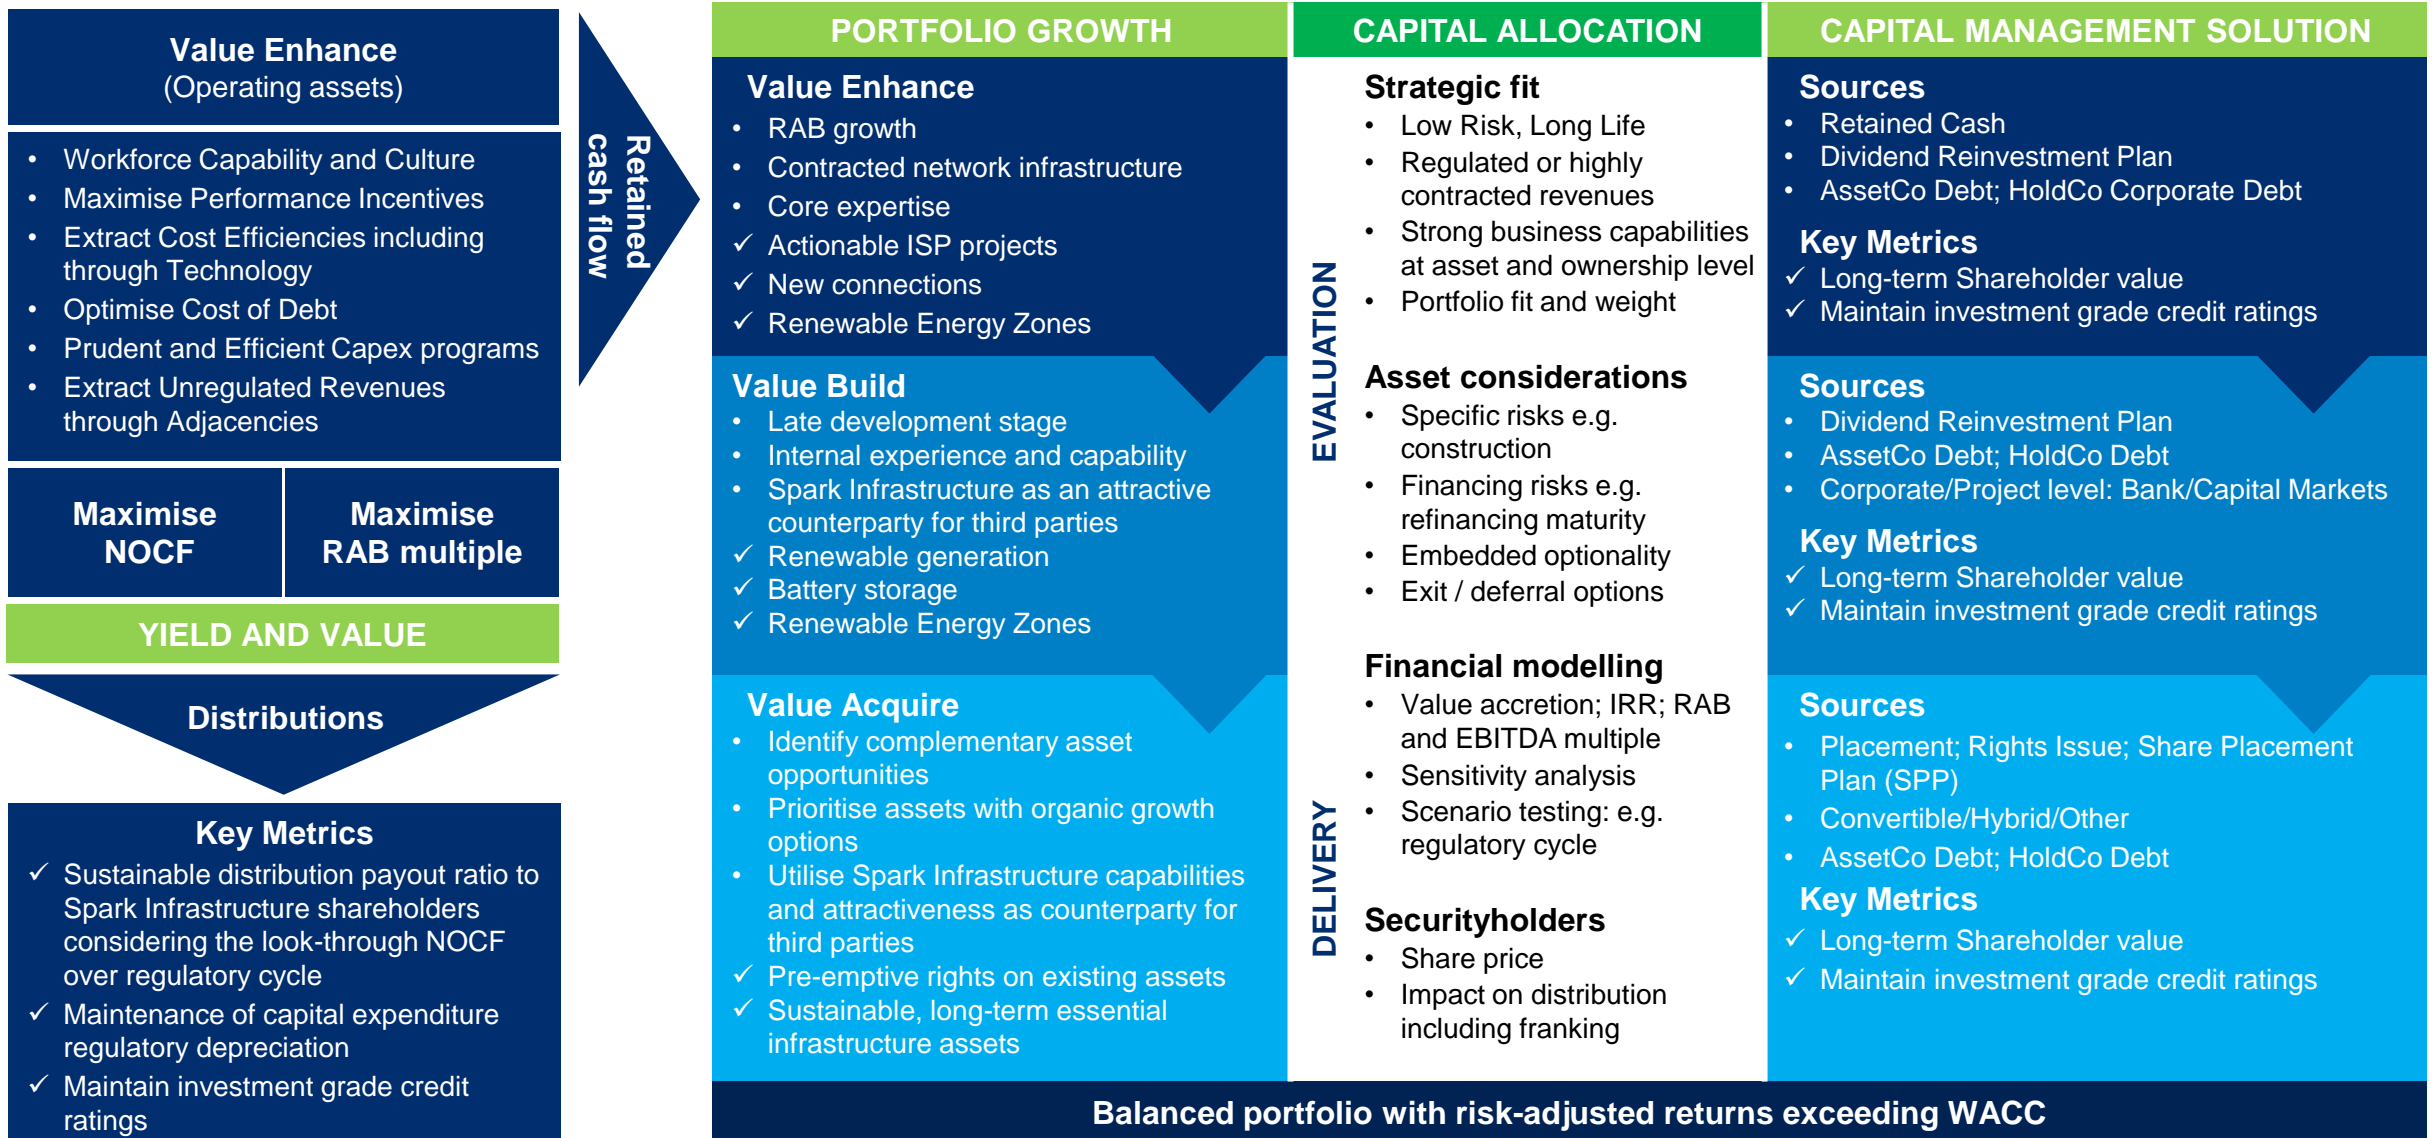 Value Enhance
(Operating assets)
• Workforce Capability and Culture
• Maximise Performance Incentives
• Extract Cost Efficiencies including
through Technology
• Optimise Cost of Debt
• Prudent and Efficient Capex programs
• Extract Unregulated Revenues
through Adjacencies
Maximise
NOCF
Maximise
RAB multiple
YIELD AND VALUE
Distributions
Key Metrics
✓ Sustainable distribution payout ratio to
Spark Infrastructure shareholders
considering the look-through NOCF
over regulatory cycle
✓ Maintenance of capital expenditure
regulatory depreciation
✓ Maintain investment grade credit
ratings
Retained
cash flow
PORTFOLIO GROWTH
Value Enhance
• RAB growth
• Contracted network infrastructure
• Core expertise
✓ Actionable ISP projects
✓ New connections
✓ Renewable Energy Zones
Value Build
• Late development stage
• Internal experience and capability
• Spark Infrastructure as an attractive
counterparty for third parties
✓ Renewable generation
✓ Battery storage
✓ Renewable Energy Zones
Value Acquire
• Identify complementary asset
opportunities
• Prioritise assets with organic growth
options
• Utilise Spark Infrastructure capabilities
and attractiveness as counterparty for
third parties
✓ Pre-emptive rights on existing assets
✓ Sustainable, long-term essential
infrastructure assets
CAPITAL ALLOCATION
EVALUATION
DELIVERY
Strategic fit
• Low Risk, Long Life
• Regulated or highly
contracted revenues
• Strong business capabilities
at asset and ownership level
• Portfolio fit and weight
Asset considerations
• Specific risks e.g.
construction
• Financing risks e.g.
refinancing maturity
• Embedded optionality
• Exit / deferral options
Financial modelling
• Value accretion; IRR; RAB
and EBITDA multiple
• Sensitivity analysis
• Scenario testing: e.g.
regulatory cycle
Securityholders
• Share price
• Impact on distribution
including franking
CAPITAL MANAGEMENT SOLUTION
Sources
• Retained Cash
• Dividend Reinvestment Plan
• AssetCo Debt; HoldCo Corporate Debt
Key Metrics
✓ Long-term Shareholder value
✓ Maintain investment grade credit ratings
Sources
• Dividend Reinvestment Plan
• AssetCo Debt; HoldCo Debt
• Corporate/Project level: Bank/Capital Markets
Key Metrics
✓ Long-term Shareholder value
✓ Maintain investment grade credit ratings
Sources
• Placement; Rights Issue; Share Placement
Plan (SPP)
• Convertible/Hybrid/Other
• AssetCo Debt; HoldCo Debt
Key Metrics
✓ Long-term Shareholder value
✓ Maintain investment grade credit ratings
Balanced portfolio with risk-adjusted returns exceeding WACC